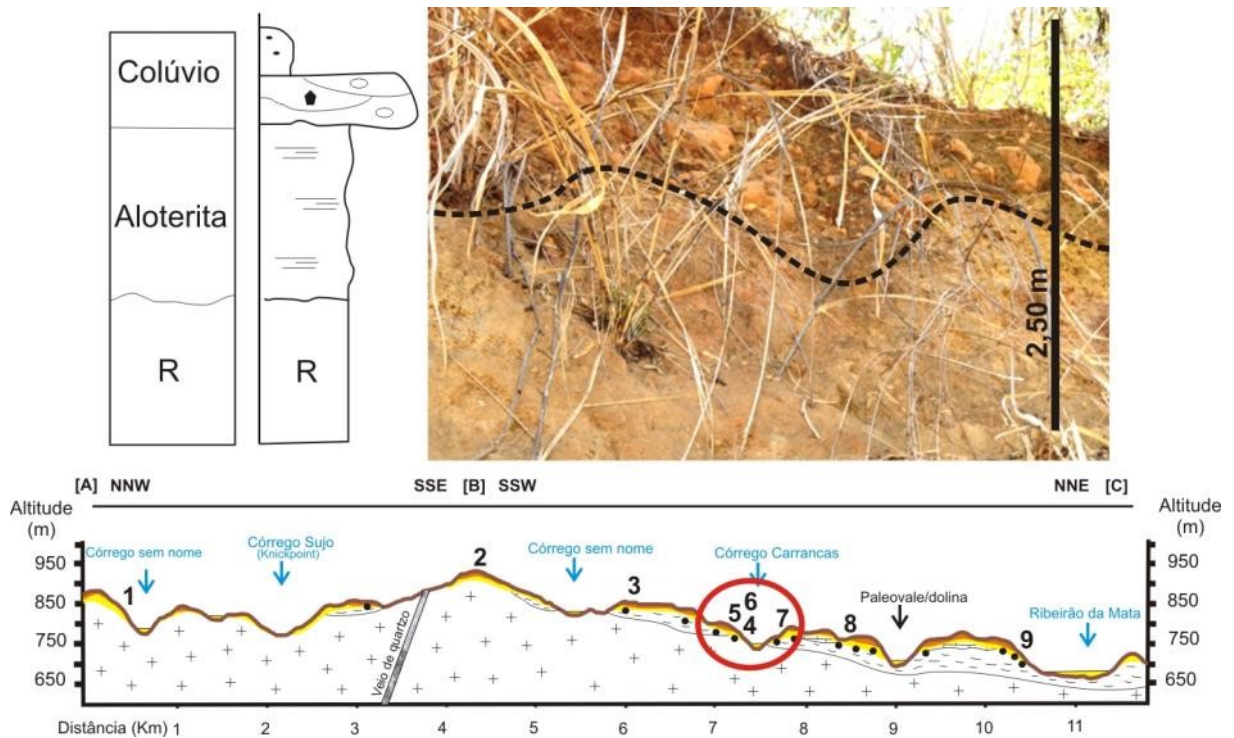 Colúvio
Aloterita
R
R
2,50 m
[A] NNW
SSE [B] SSW
NNE [C]
Altitude
(m)
Altitude
(m)
950
850
750
650
950
850
750
650
Córrego sem nome
Córrego Sujo
(Knickpoint)
Córrego sem nome
Córrego Carrancas
Paleovale/dolina
Ribeirão da Mata
1
2
3
5
6
4
7
8
9
Veio de quartzo
Distância (Km) 1 2 3 4 5 6 7 8 9 10 11